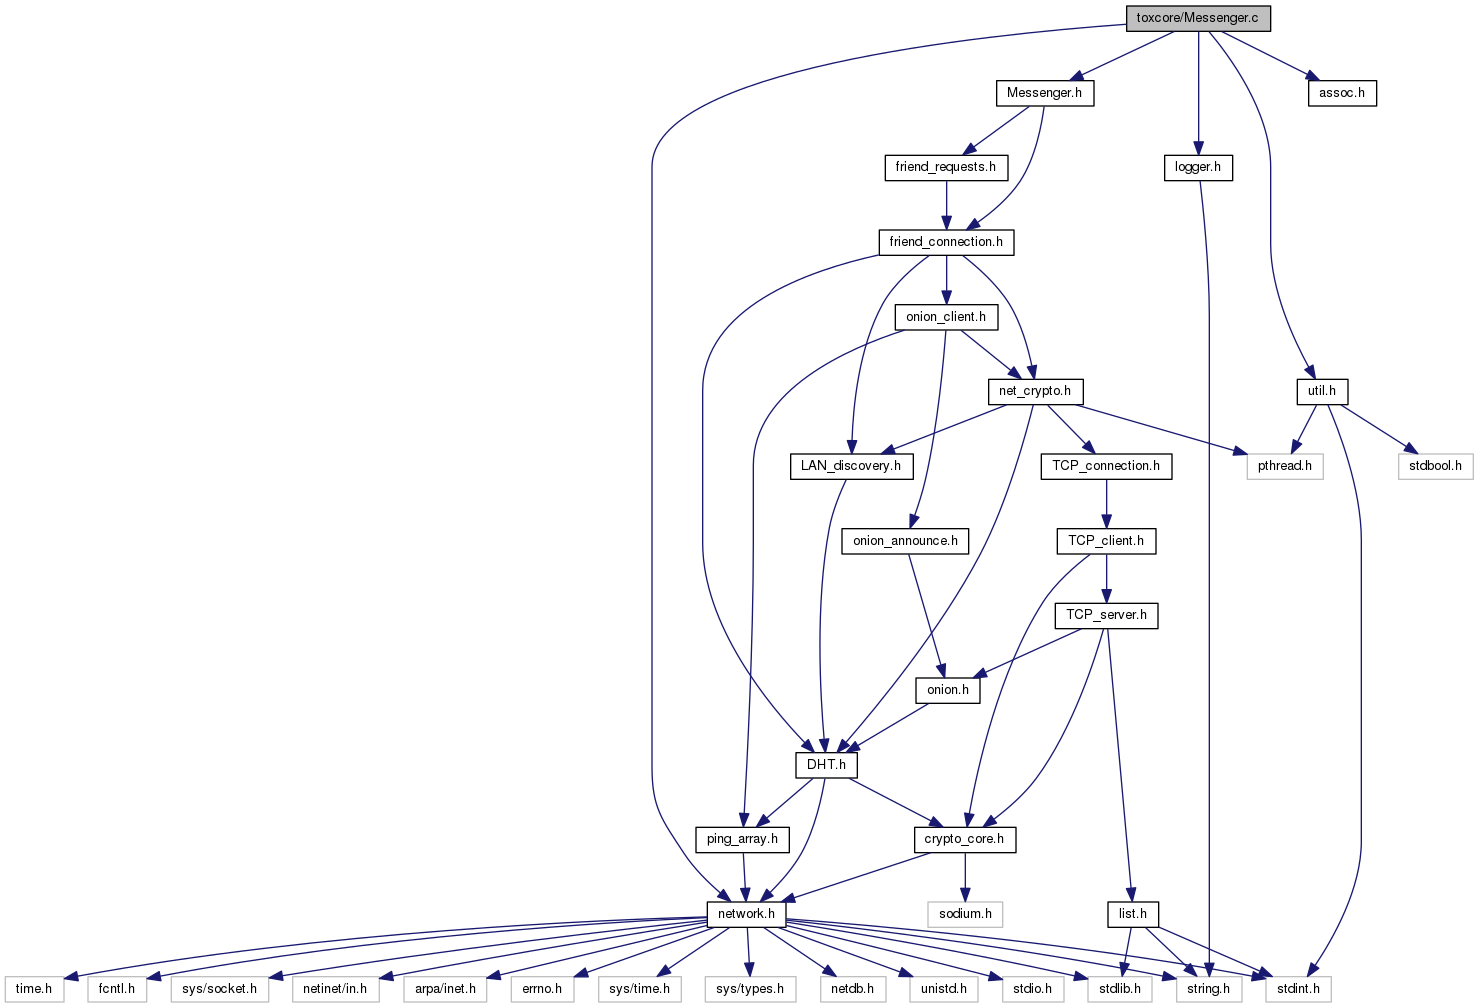 toxcore/Messenger.c
Messenger.h
assoc.h
friend_requests.h
logger.h
friend_connection.h
onion_client.h
net_crypto.h
util.h
LAN_discovery.h
TCP_connection.h
pthread.h
stdbool.h
onion_announce.h
TCP_client.h
TCP_server.h
onion.h
DHT.h
ping_array.h
crypto_core.h
network.h
sodium.h
list.h
time.h
fcntl.h
sys/socket.h
netinet/in.h
arpa/inet.h
errno.h
sys/time.h
sys/types.h
netdb.h
unistd.h
stdio.h
stdlib.h
string.h
stdint.h